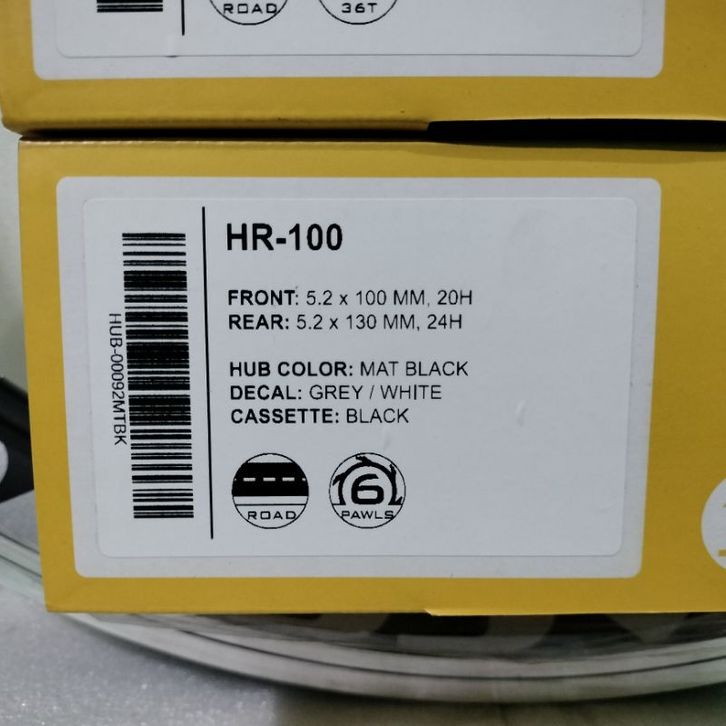 ROAD
36T
HR-100
FRONT: 5.2 x 100 MM, 20H
REAR: 5.2 x 130 MM, 24H
HUB COLOR: MAT BLACK
DECAL: GREY / WHITE
CASSETTE: BLACK
HUB-00092MTBK
ROAD
6
PAWLS